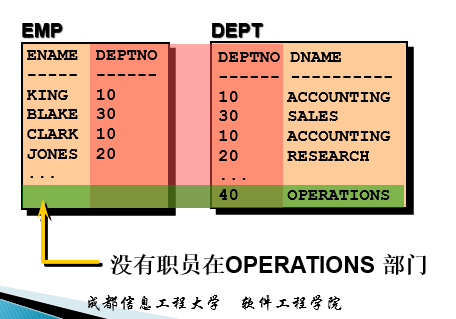 EMP
ENAME DEPTNO
----- ------
KING 10
BLAKE 30
CLARK 10
JONES 20
...
DEPT
DEPTNO DNAME
------ ----------
10 ACCOUNTING
30 SALES
10 ACCOUNTING
20 RESEARCH
...
40 OPERATIONS
没有职员在OPERATIONS 部门
成都信息工程大学 软件工程学院